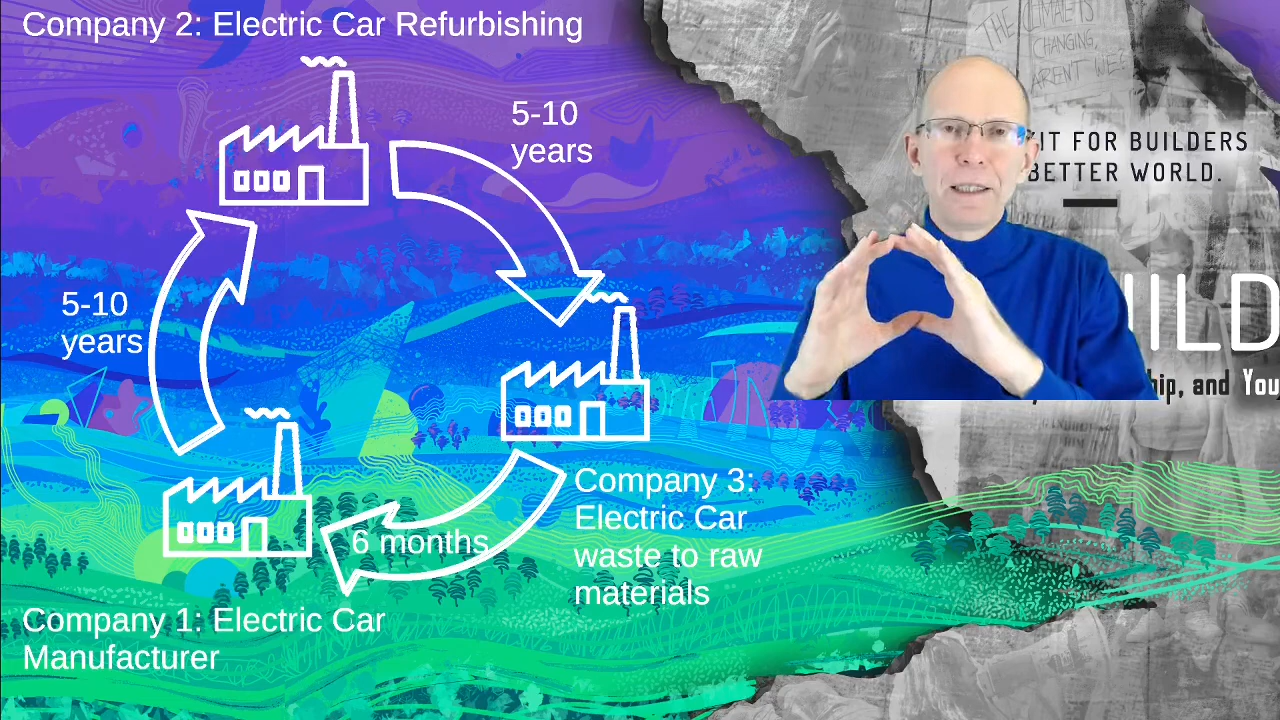 Company 2: Electric Car Refurbishing
5-10
years
5-10
years
6 months
Company 3:
Electric Car
waste to raw
materials
Company 1: Electric Car
Manufacturer
THE CLIMATE IS
CHANGING,
AREN'T WE?
IT FOR BUILDERS
BETTER WORLD.
ILD
hip, and You